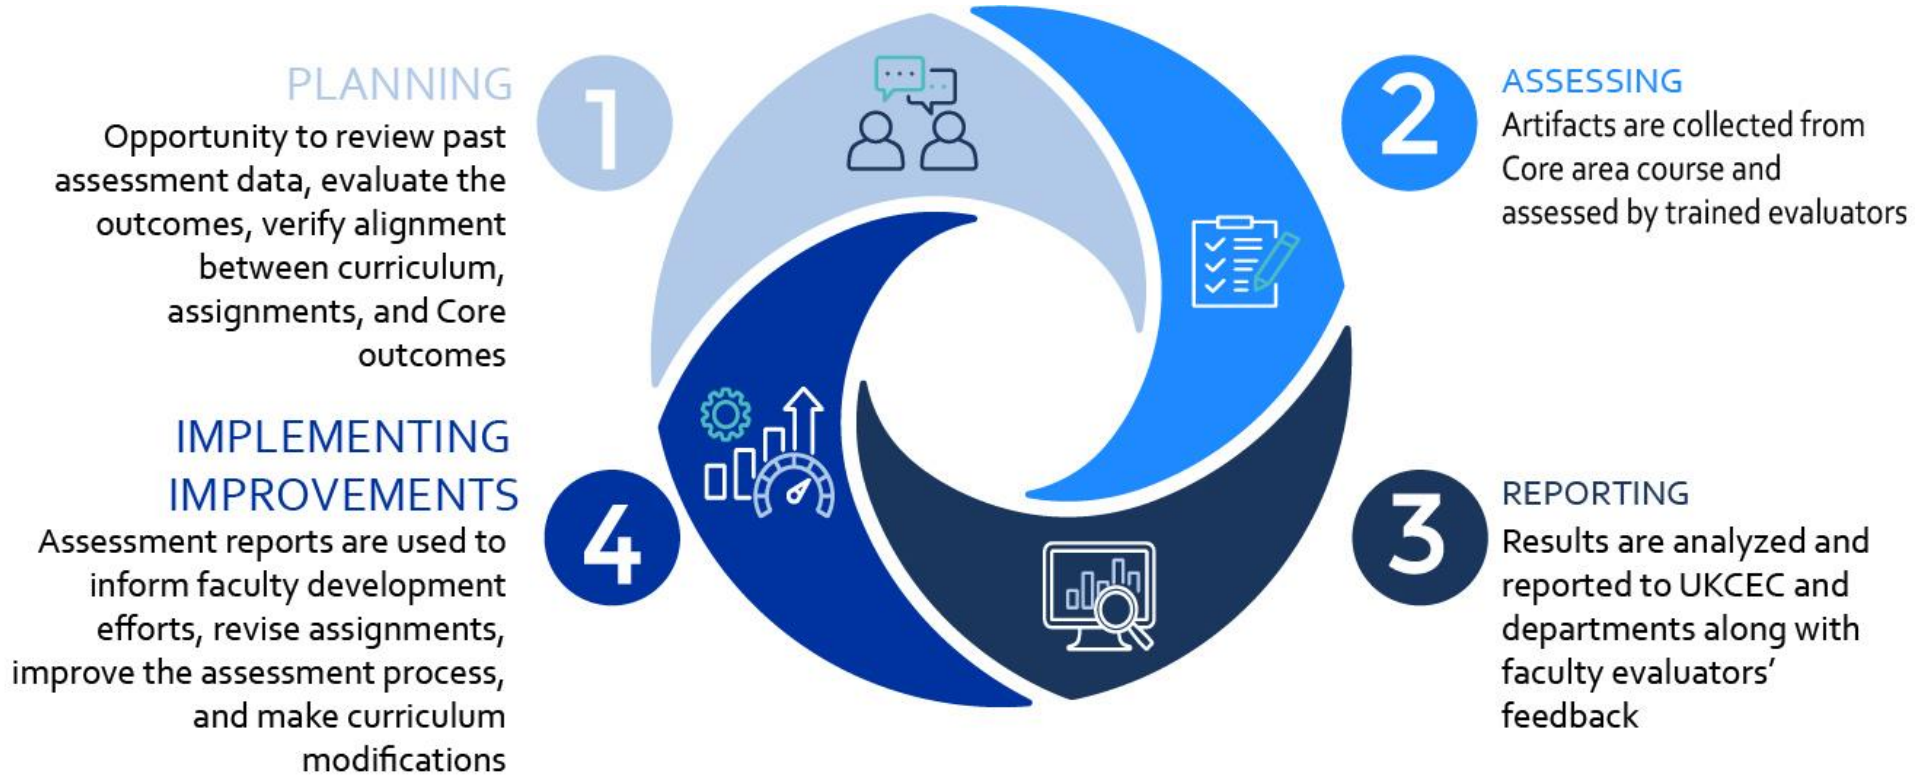 1
PLANNING
Opportunity to review past
assessment data, evaluate the
outcomes, verify alignment
between curriculum,
assignments, and Core
outcomes
2
ASSESSING
Artifacts are collected from
Core area course and
assessed by trained evaluators
3
REPORTING
Results are analyzed and
reported to UKCEC and
departments along with
faculty evaluators’
feedback
4
IMPLEMENTING
IMPROVEMENTS
Assessment reports are used to
inform faculty development
efforts, revise assignments,
improve the assessment process,
and make curriculum
modifications